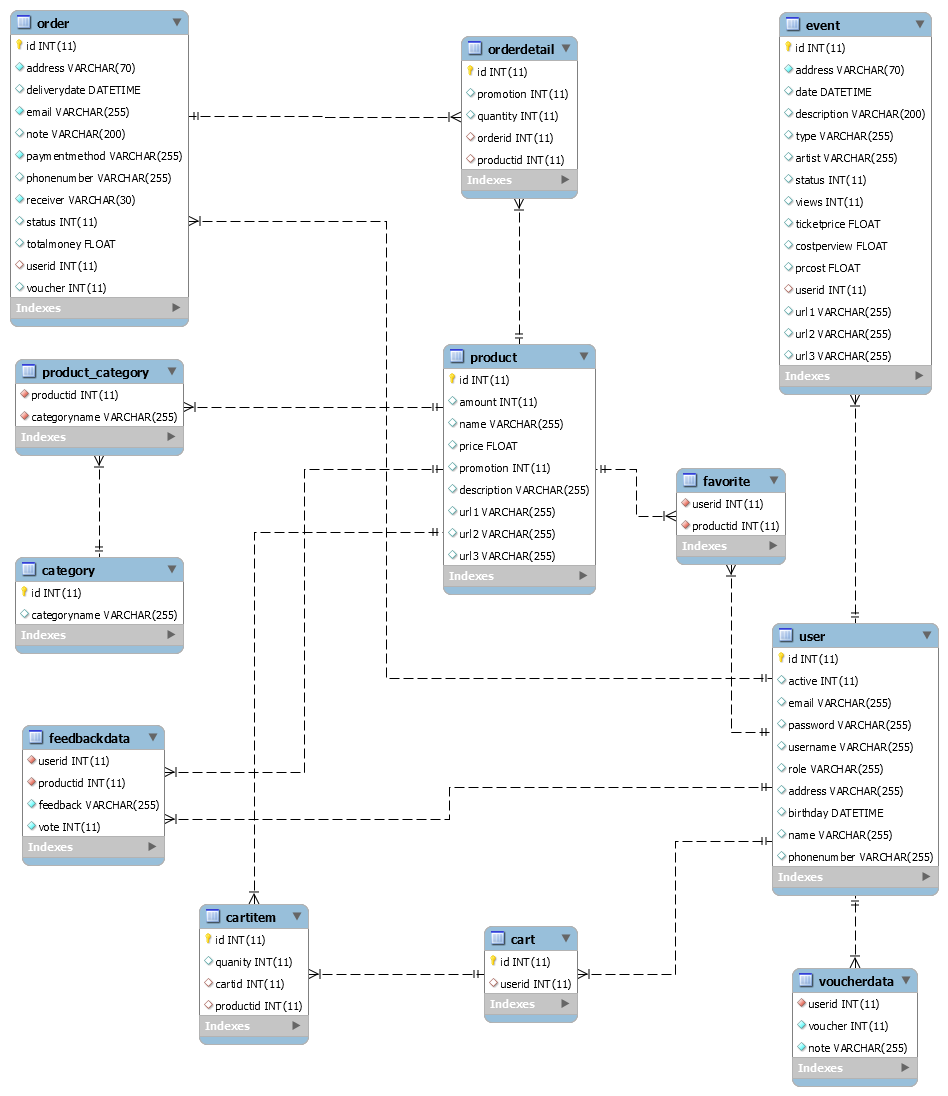 order
id INT(11)
address VARCHAR(70)
deliverydate DATETIME
email VARCHAR(255)
note VARCHAR(200)
paymentmethod VARCHAR(255)
phonenumber VARCHAR(255)
receiver VARCHAR(30)
status INT(11)
totalmoney FLOAT
userid INT(11)
voucher INT(11)
Indexes
orderdetail
id INT(11)
promotion INT(11)
quantity INT(11)
orderid INT(11)
productid INT(11)
Indexes
event
id INT(11)
address VARCHAR(70)
date DATETIME
description VARCHAR(200)
type VARCHAR(255)
artist VARCHAR(255)
status INT(11)
views INT(11)
ticketprice FLOAT
costperview FLOAT
prcost FLOAT
userid INT(11)
url1 VARCHAR(255)
url2 VARCHAR(255)
url3 VARCHAR(255)
Indexes
product_category
productid INT(11)
categoryname VARCHAR(255)
Indexes
product
id INT(11)
amount INT(11)
name VARCHAR(255)
price FLOAT
promotion INT(11)
description VARCHAR(255)
url1 VARCHAR(255)
url2 VARCHAR(255)
url3 VARCHAR(255)
Indexes
favorite
userid INT(11)
productid INT(11)
Indexes
category
id INT(11)
categoryname VARCHAR(255)
Indexes
user
id INT(11)
active INT(11)
email VARCHAR(255)
password VARCHAR(255)
username VARCHAR(255)
role VARCHAR(255)
address VARCHAR(255)
birthday DATETIME
name VARCHAR(255)
phonenumber VARCHAR(255)
Indexes
feedbackdata
userid INT(11)
productid INT(11)
feedback VARCHAR(255)
vote INT(11)
Indexes
cartitem
id INT(11)
quanity INT(11)
cartid INT(11)
productid INT(11)
Indexes
cart
id INT(11)
userid INT(11)
Indexes
voucherdata
userid INT(11)
voucher INT(11)
note VARCHAR(255)
Indexes